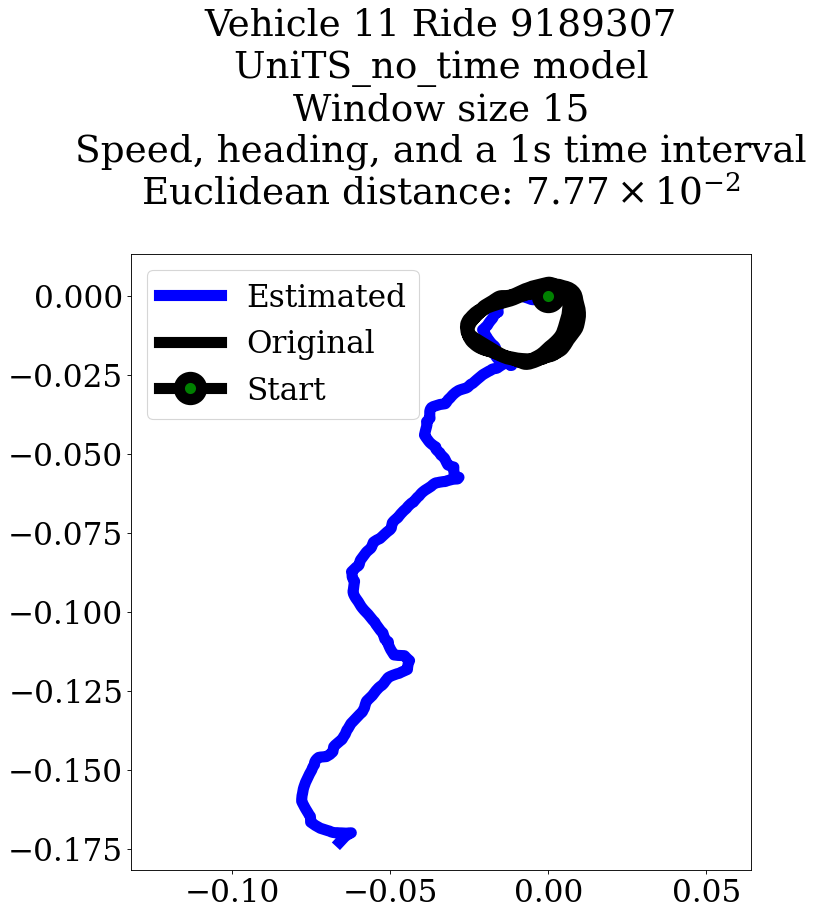 Vehicle 11 Ride 9189307
UniTS_no_time model
Window size 15
Speed, heading, and a 1s time interval
Euclidean distance: 7.77 × 10⁻²
Estimated
Original
Start
0.000
−0.025
−0.050
−0.075
−0.100
−0.125
−0.150
−0.175
−0.10 −0.05 0.00 0.05